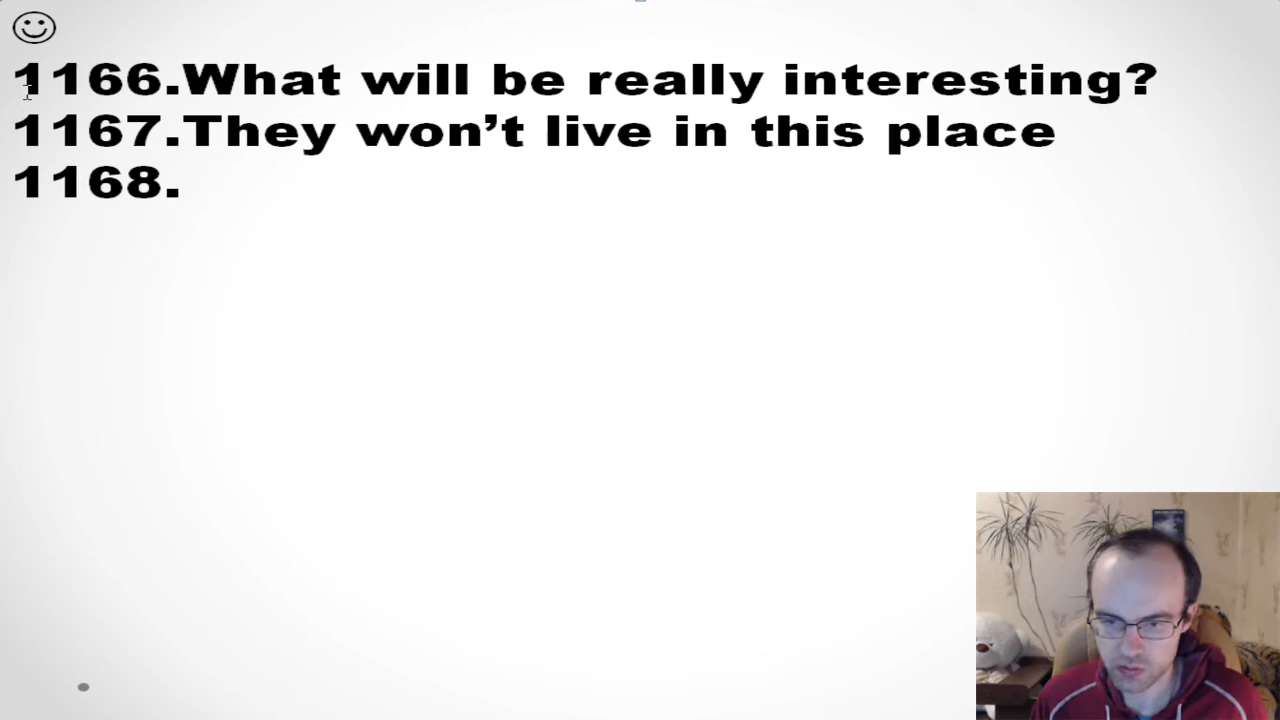 1166.What will be really interesting?
1167.They won’t live in this place
1168.